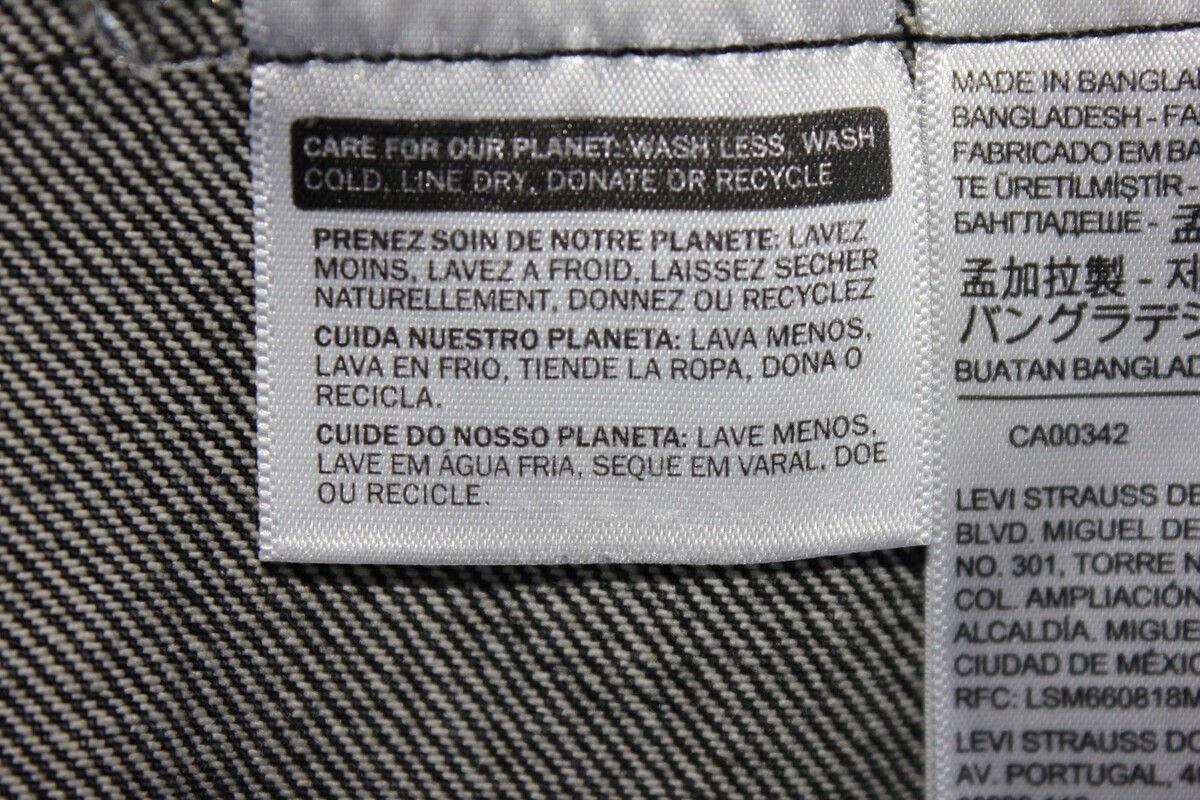 CARE FOR OUR PLANET: WASH LESS, WASH
COLD, LINE DRY, DONATE OR RECYCLE
PRENEZ SOIN DE NOTRE PLANETE: LAVEZ
MOINS, LAVEZ A FROID, LAISSEZ SECHER
NATURELLEMENT, DONNEZ OU RECYCLEZ
CUIDA NUESTRO PLANETA: LAVA MENOS,
LAVA EN FRIO, TIENDE LA ROPA, DONA O
RECICLA.
CUIDE DO NOSSO PLANETA: LAVE MENOS,
LAVE EM ÁGUA FRIA, SEQUE EM VARAL, DOE
OU RECICLE.
MADE IN BANGLA
BANGLADESH - FA
FABRICADO EM BA
TE ÜRETILMIŞTIR -
БАНГЛАДЕШЕ - 孟
孟加拉製 -
バングラデシ
BUATAN BANGLAD
CA00342
LEVI STRAUSS DE
BLVD. MIGUEL DE
NO. 301, TORRE N
COL. AMPLIACIÓN
ALCALDÍA. MIGUE
CIUDAD DE MÉXIC
RFC: LSM660818M
LEVI STRAUSS DO
AV. PORTUGAL, 4